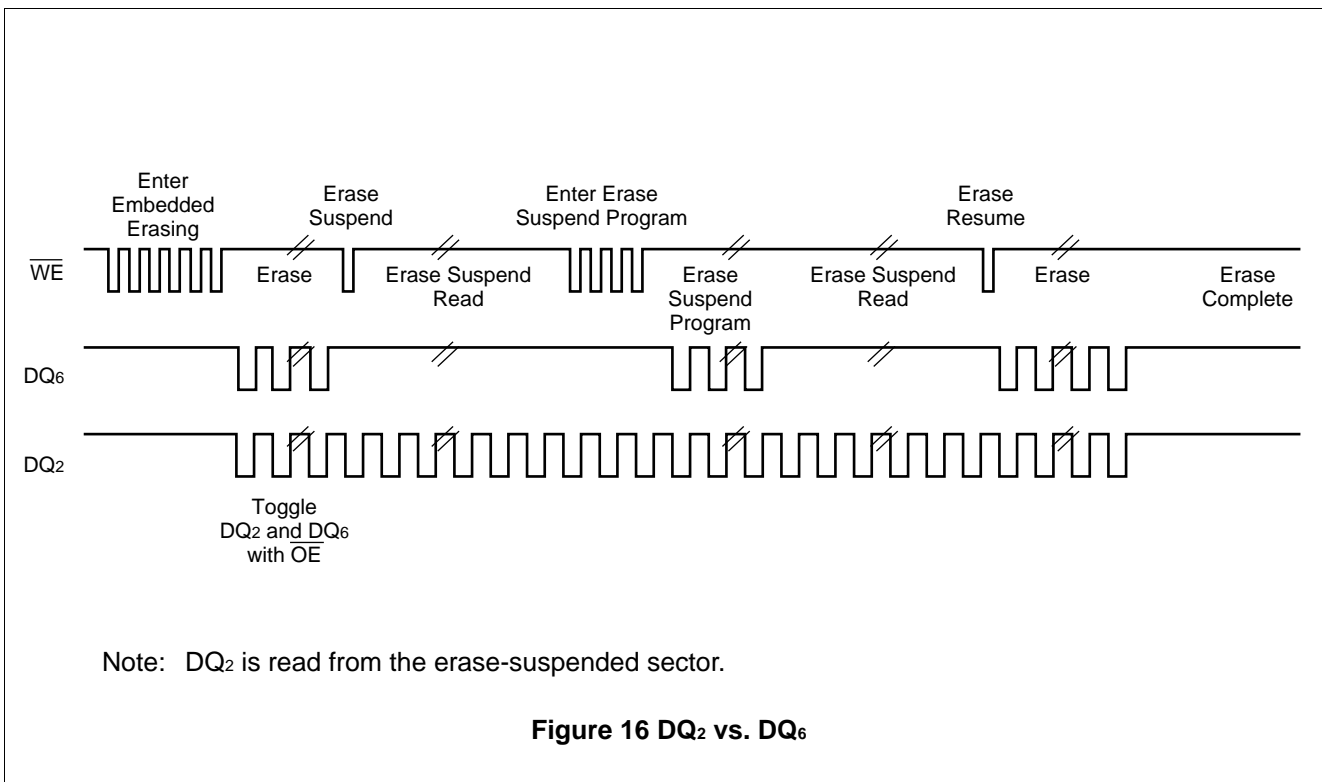 Enter
Embedded
Erasing
Erase
Suspend
Enter Erase
Suspend Program
Erase
Resume
WE
Erase
Erase Suspend
Read
Erase
Suspend
Program
Erase Suspend
Read
Erase
Erase
Complete
DQ6
DQ2
Toggle
DQ2 and DQ6
with OE
Note: DQ2 is read from the erase-suspended sector.
Figure 16 DQ2 vs. DQ6